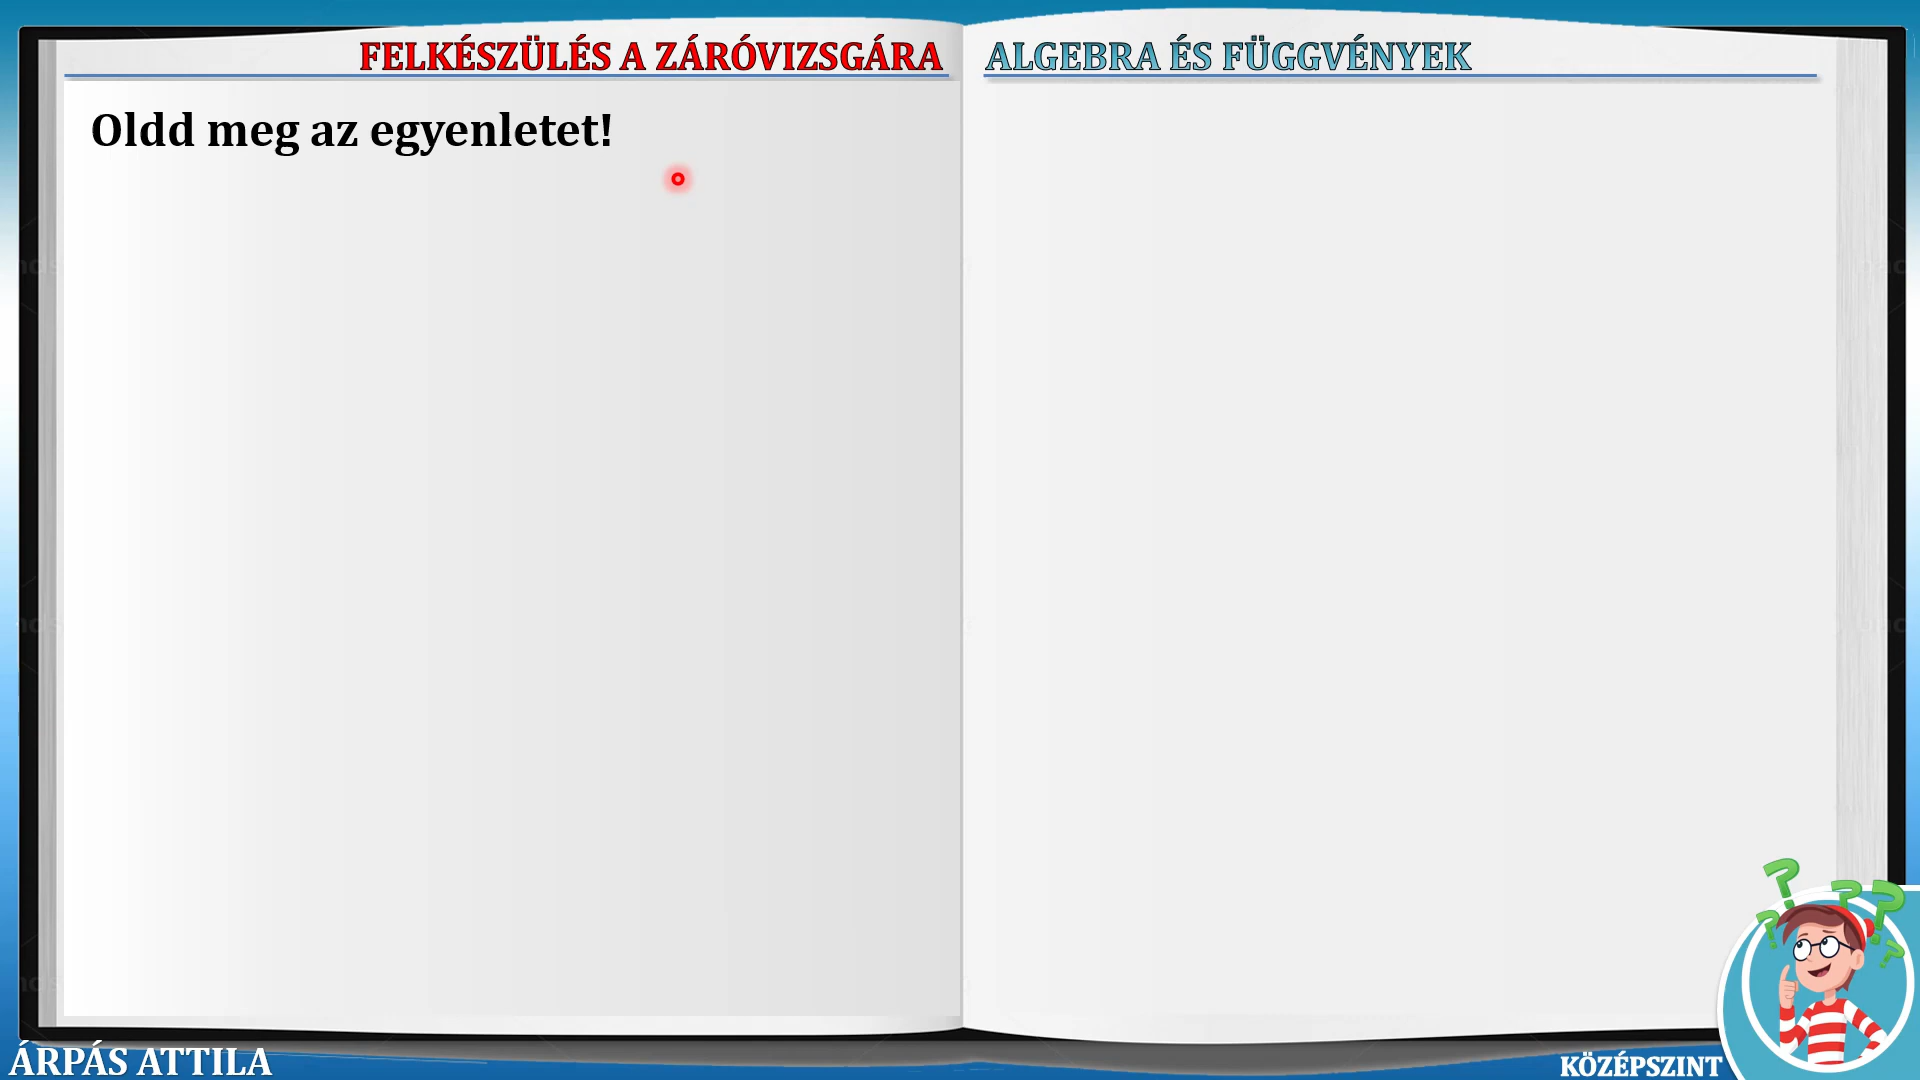 FELKÉSZÜLÉS A ZÁRÓVIZSGÁRA
ALGEBRA ÉS FÜGGVÉNYEK
Oldd meg az egyenletet!
ÁRPÁS ATTILA
KÖZÉPSZINT